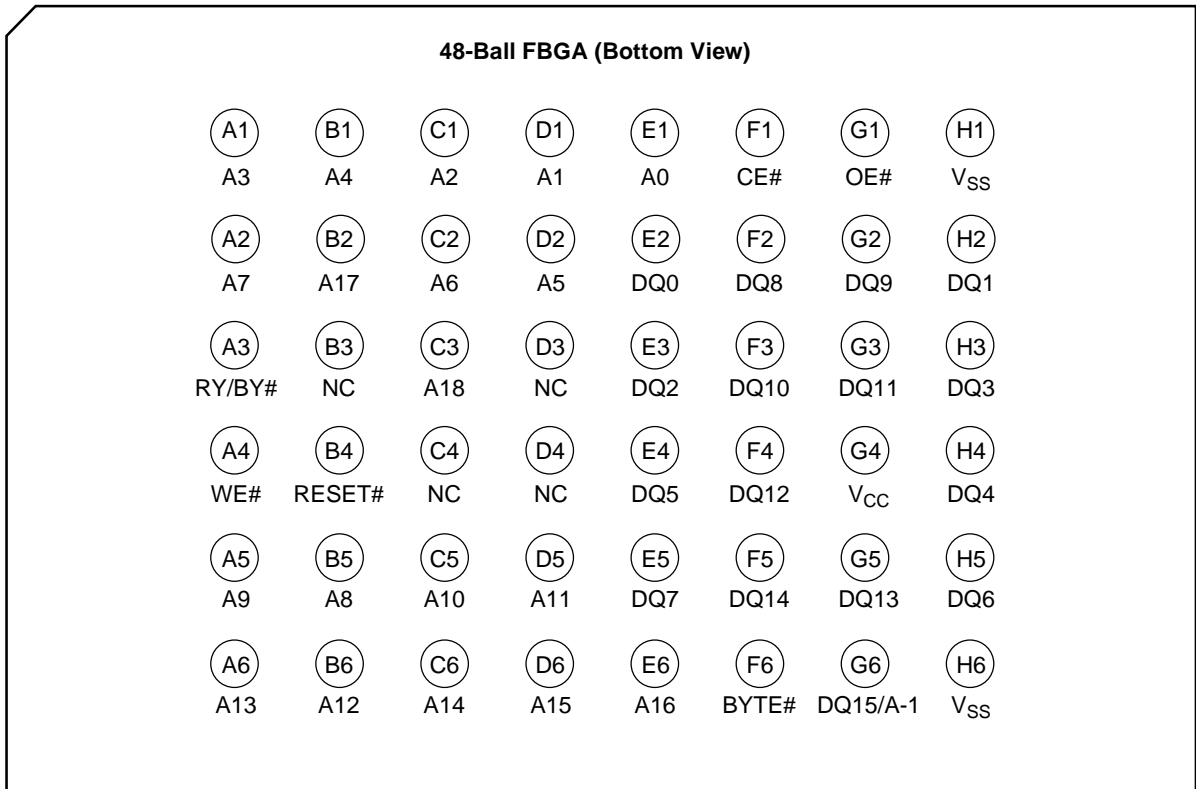 48-Ball FBGA (Bottom View)
A1 B1 C1 D1 E1 F1 G1 H1
A3 A4 A2 A1 A0 CE# OE# VSS
A2 B2 C2 D2 E2 F2 G2 H2
A7 A17 A6 A5 DQ0 DQ8 DQ9 DQ1
A3 B3 C3 D3 E3 F3 G3 H3
RY/BY# NC A18 NC DQ2 DQ10 DQ11 DQ3
A4 B4 C4 D4 E4 F4 G4 H4
WE# RESET# NC NC DQ5 DQ12 VCC DQ4
A5 B5 C5 D5 E5 F5 G5 H5
A9 A8 A10 A11 DQ7 DQ14 DQ13 DQ6
A6 B6 C6 D6 E6 F6 G6 H6
A13 A12 A14 A15 A16 BYTE# DQ15/A-1 VSS